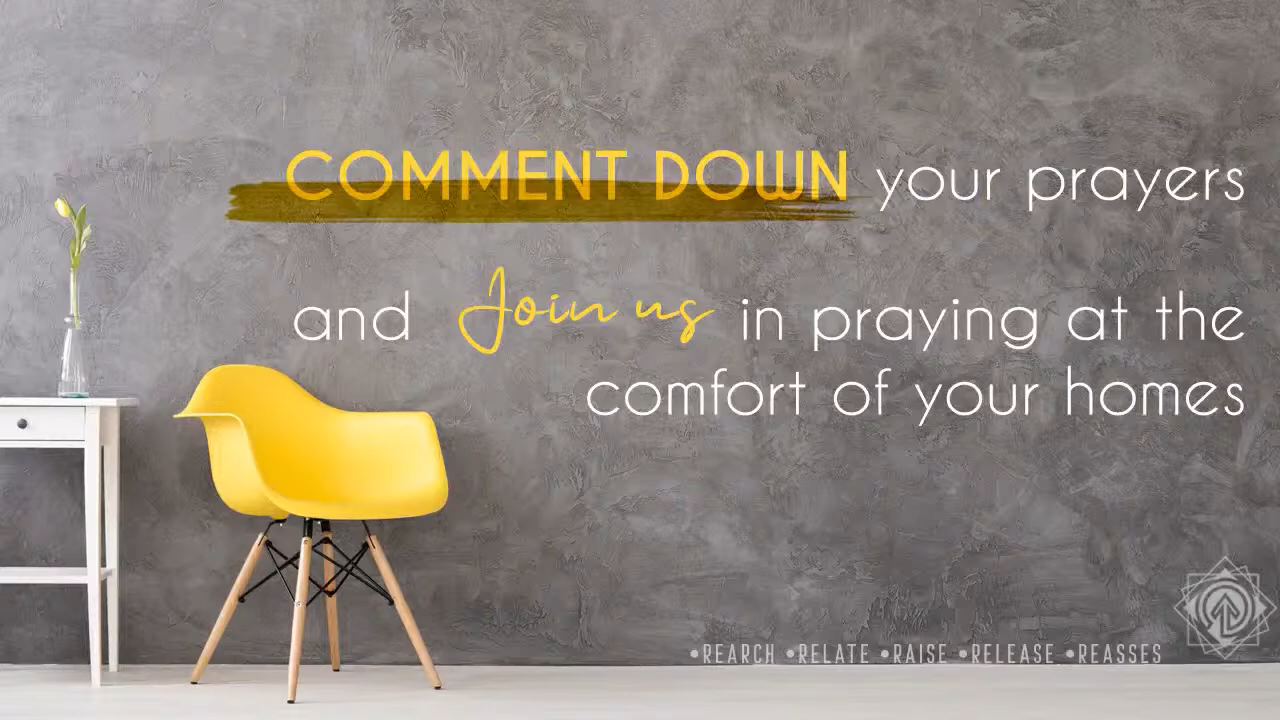 COMMENT DOWN your prayers
and Join us in praying at the
comfort of your homes
•REARCH •RELATE •RAISE •RELEASE •REASSES